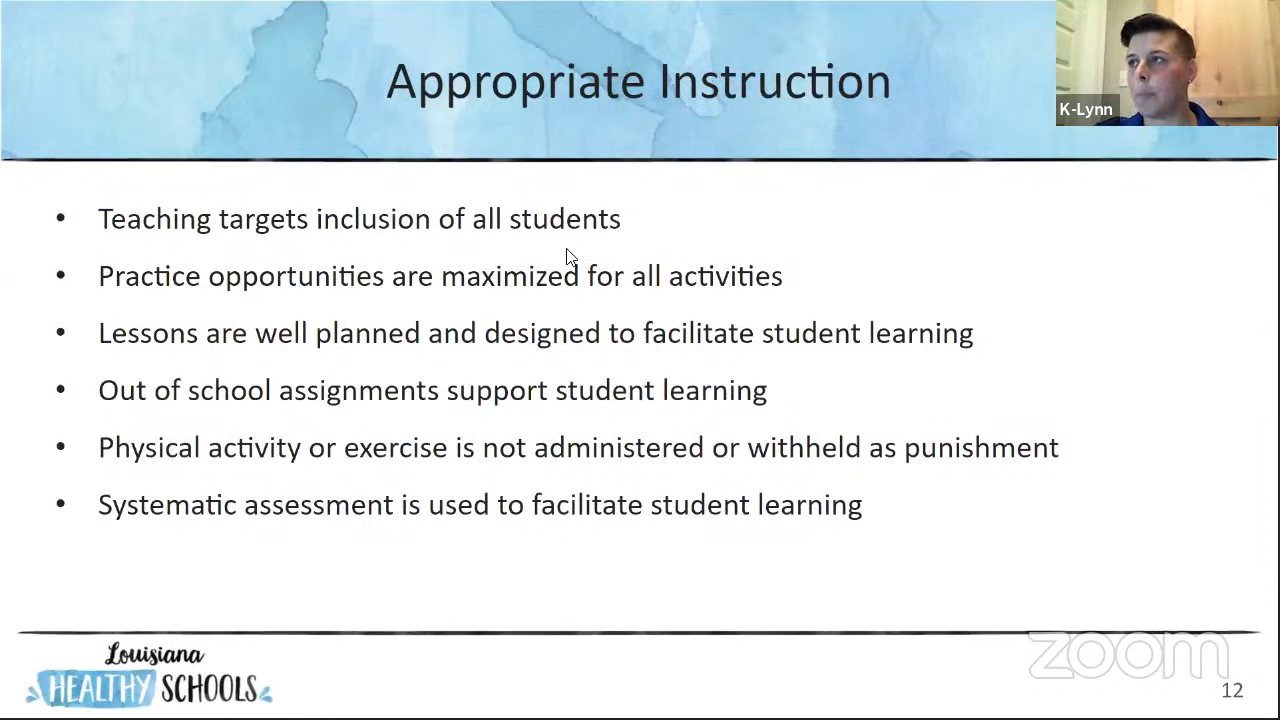 Appropriate Instruction
K-Lynn
• Teaching targets inclusion of all students
• Practice opportunities are maximized for all activities
• Lessons are well planned and designed to facilitate student learning
• Out of school assignments support student learning
• Physical activity or exercise is not administered or withheld as punishment
• Systematic assessment is used to facilitate student learning
Louisiana
HEALTHY SCHOOLS
zoom
12